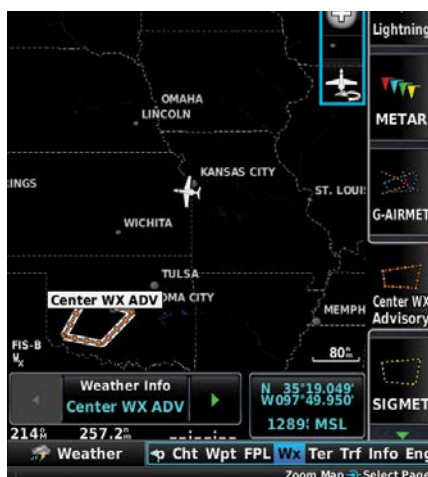 Lightning
OMAHA
LINCOLN
METAR
KANSAS CITY
INGS
ST. LOUI
G-AIRMET
WICHITA
TULSA
Center WX ADV
OMA CITY
MEMPH
Center WX
Advisory
FIS-B
80
Weather Info
Center WX ADV
N 35°19.049'
W097°49.950'
1289 MSL
SIGMET
214 257.2 _._._
Weather
Cht Wpt FPL Wx Ter Trf Info Eng
Zoom Map Select Page